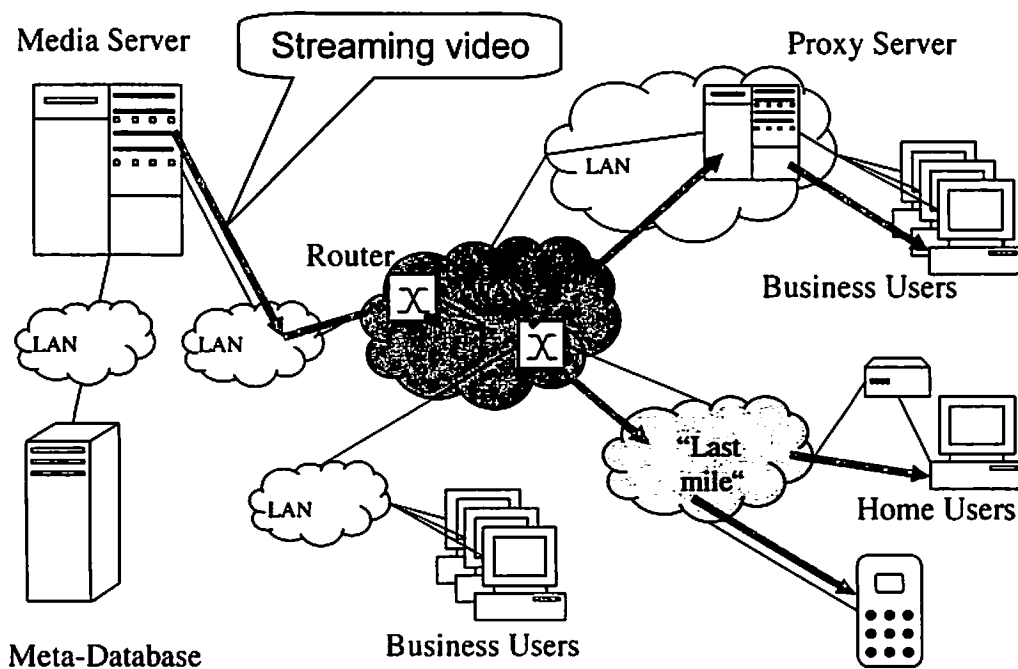 Media Server
Streaming video
Proxy Server
LAN
Router
Business Users
LAN
LAN
“Last
mile“
LAN
Home Users
Business Users
Meta-Database